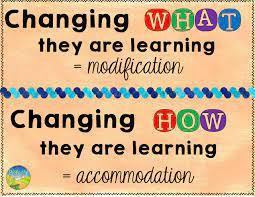 Changing WHAT
they are learning
= modification
Changing HOW
they are learning
= accommodation